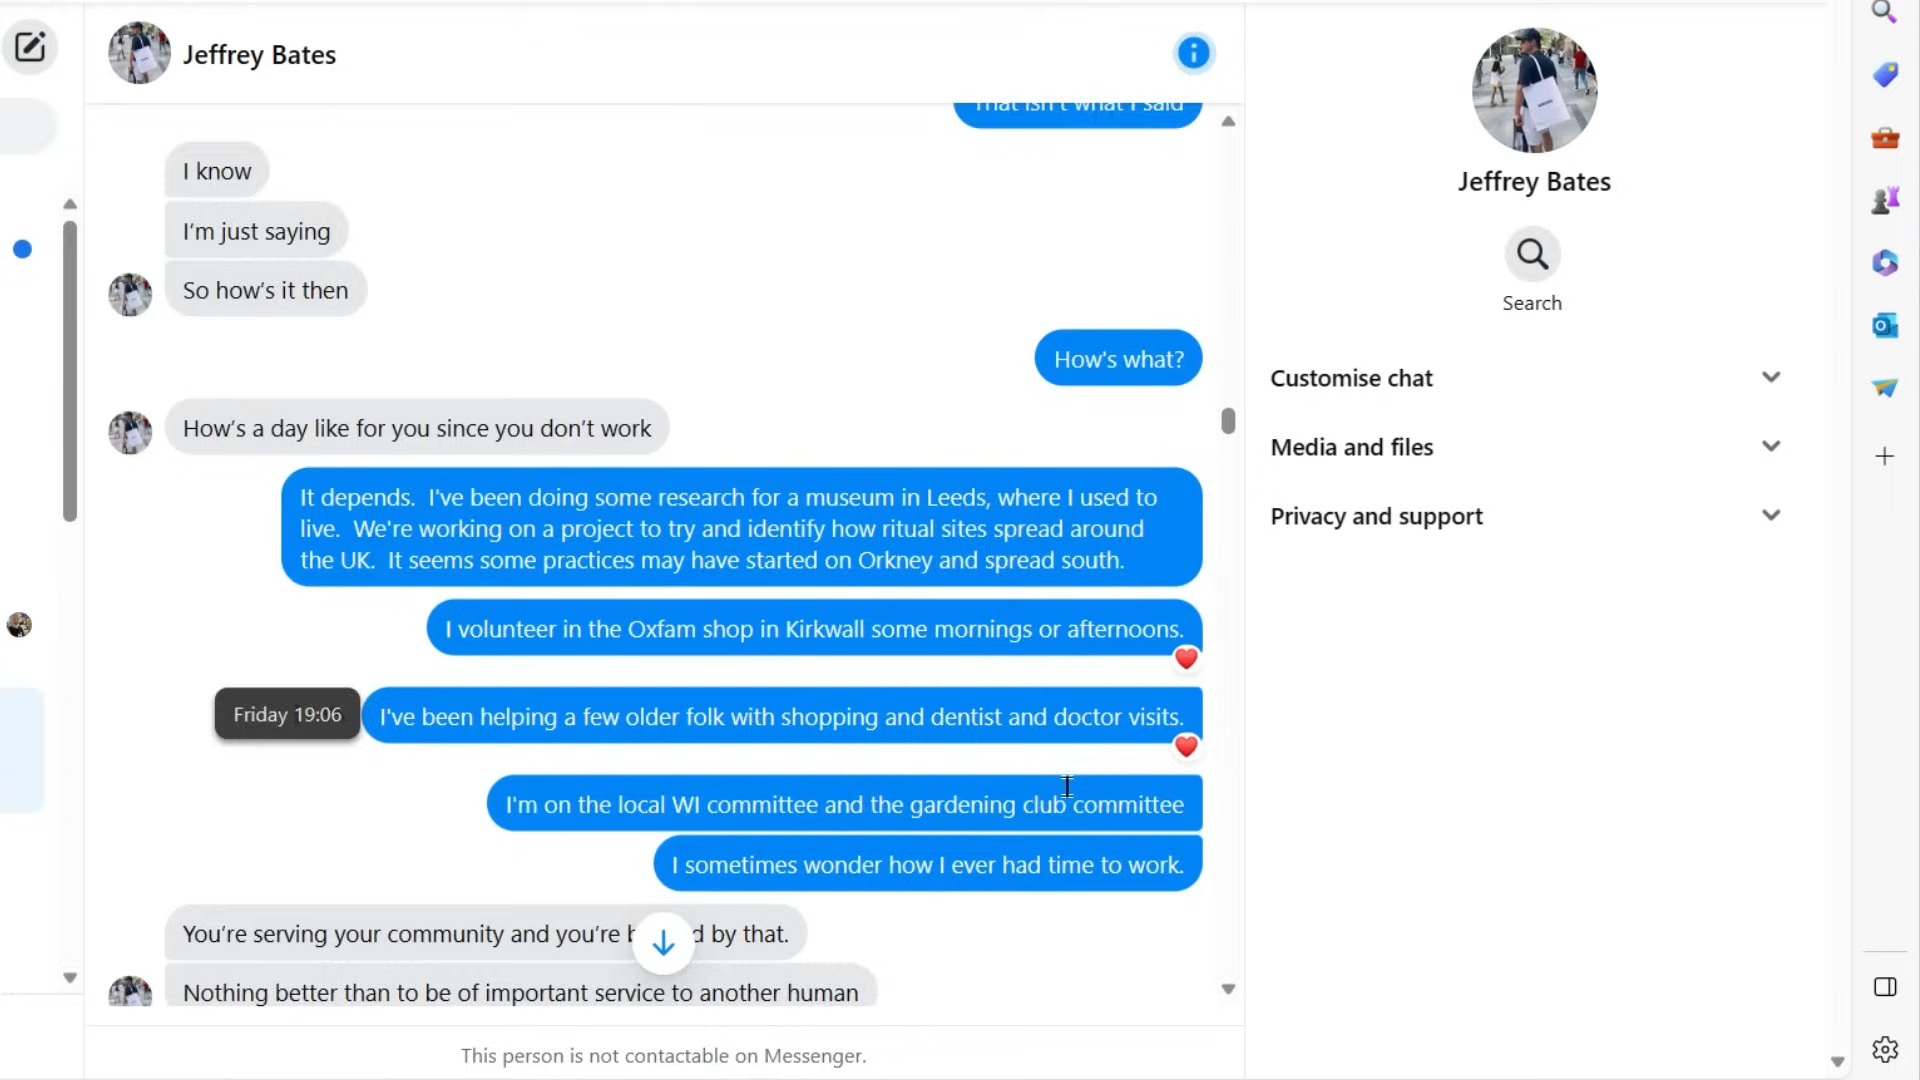 Jeffrey Bates
That isn't what I said
I know
I'm just saying
So how's it then
How's what?
How's a day like for you since you don't work
It depends.  I've been doing some research for a museum in Leeds, where I used to
live.  We're working on a project to try and identify how ritual sites spread around
the UK.  It seems some practices may have started on Orkney and spread south.
I volunteer in the Oxfam shop in Kirkwall some mornings or afternoons.
Friday 19:06
I've been helping a few older folk with shopping and dentist and doctor visits.
I'm on the local WI committee and the gardening club committee
I sometimes wonder how I ever had time to work.
You're serving your community and you're by that.
Nothing better than to be of important service to another human
This person is not contactable on Messenger.
Jeffrey Bates
Search
Customise chat
Media and files
Privacy and support